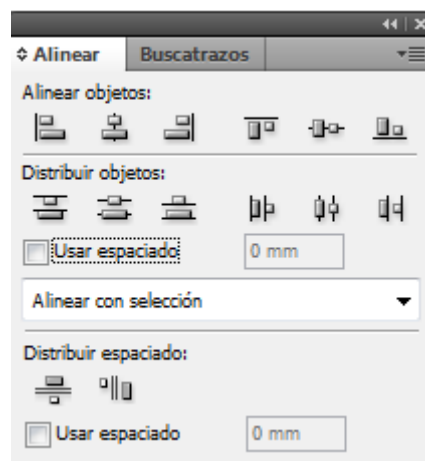 Alinear Buscatrazos
Alinear objetos:
Distribuir objetos:
Usar espaciado 0 mm
Alinear con selección
Distribuir espaciado:
Usar espaciado 0 mm